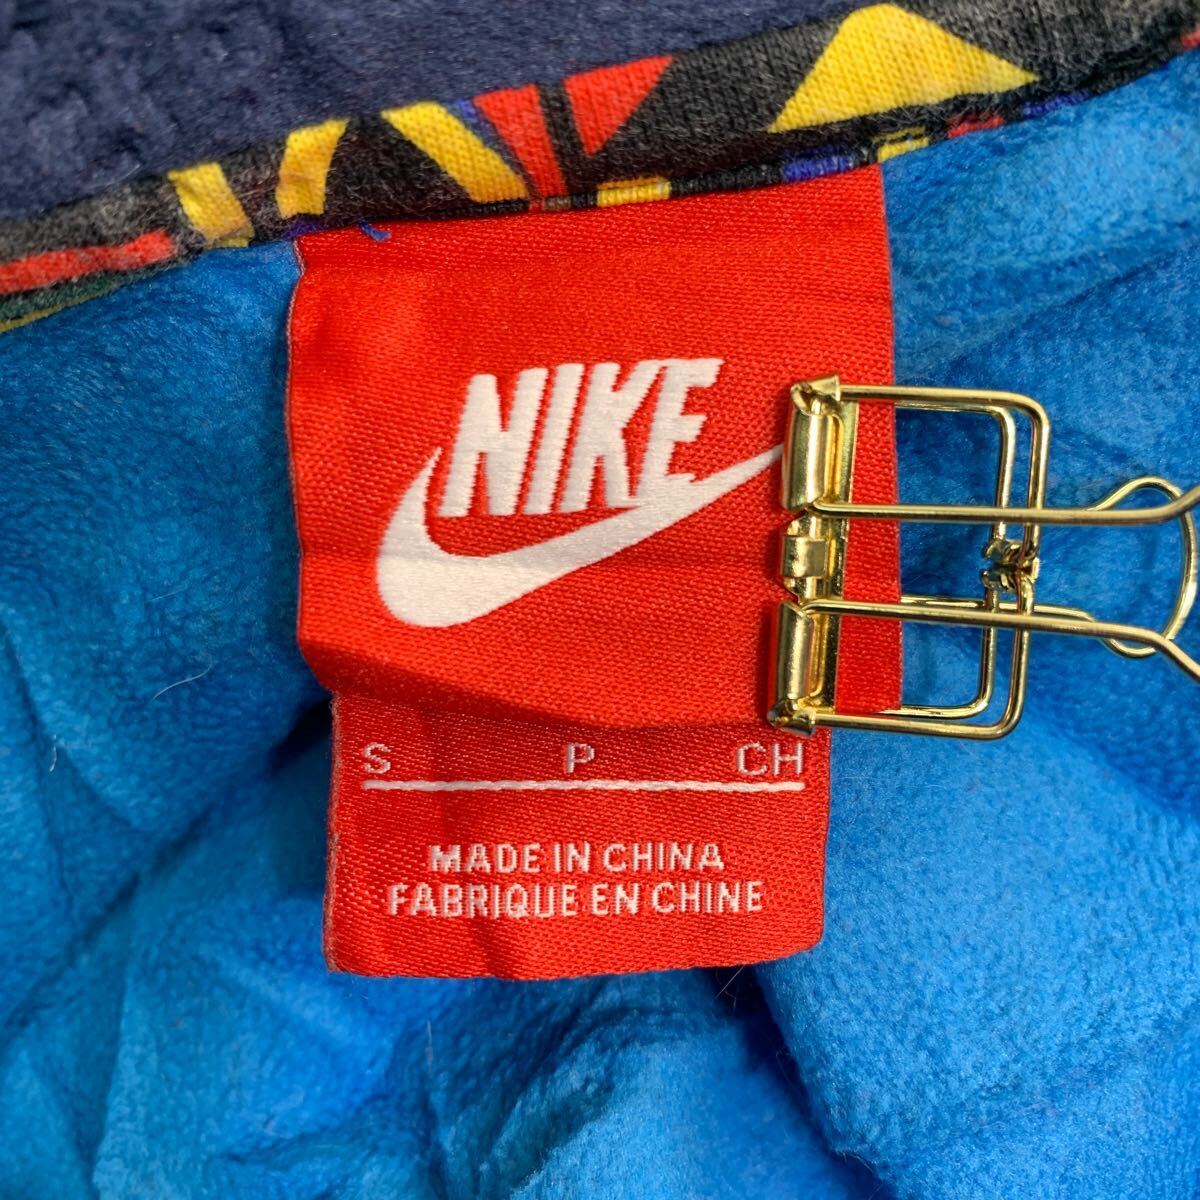 NIKE
S P CH
MADE IN CHINA
FABRIQUE EN CHINE